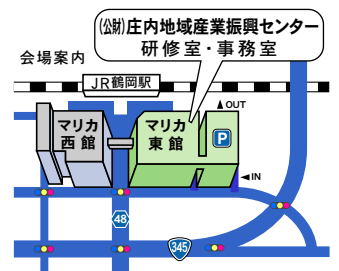 (公財)庄内地域産業振興センター
研修室・事務室
会場案内
JR鶴岡駅
OUT
マリカ
西館
マリカ
東館
P
IN
48
345